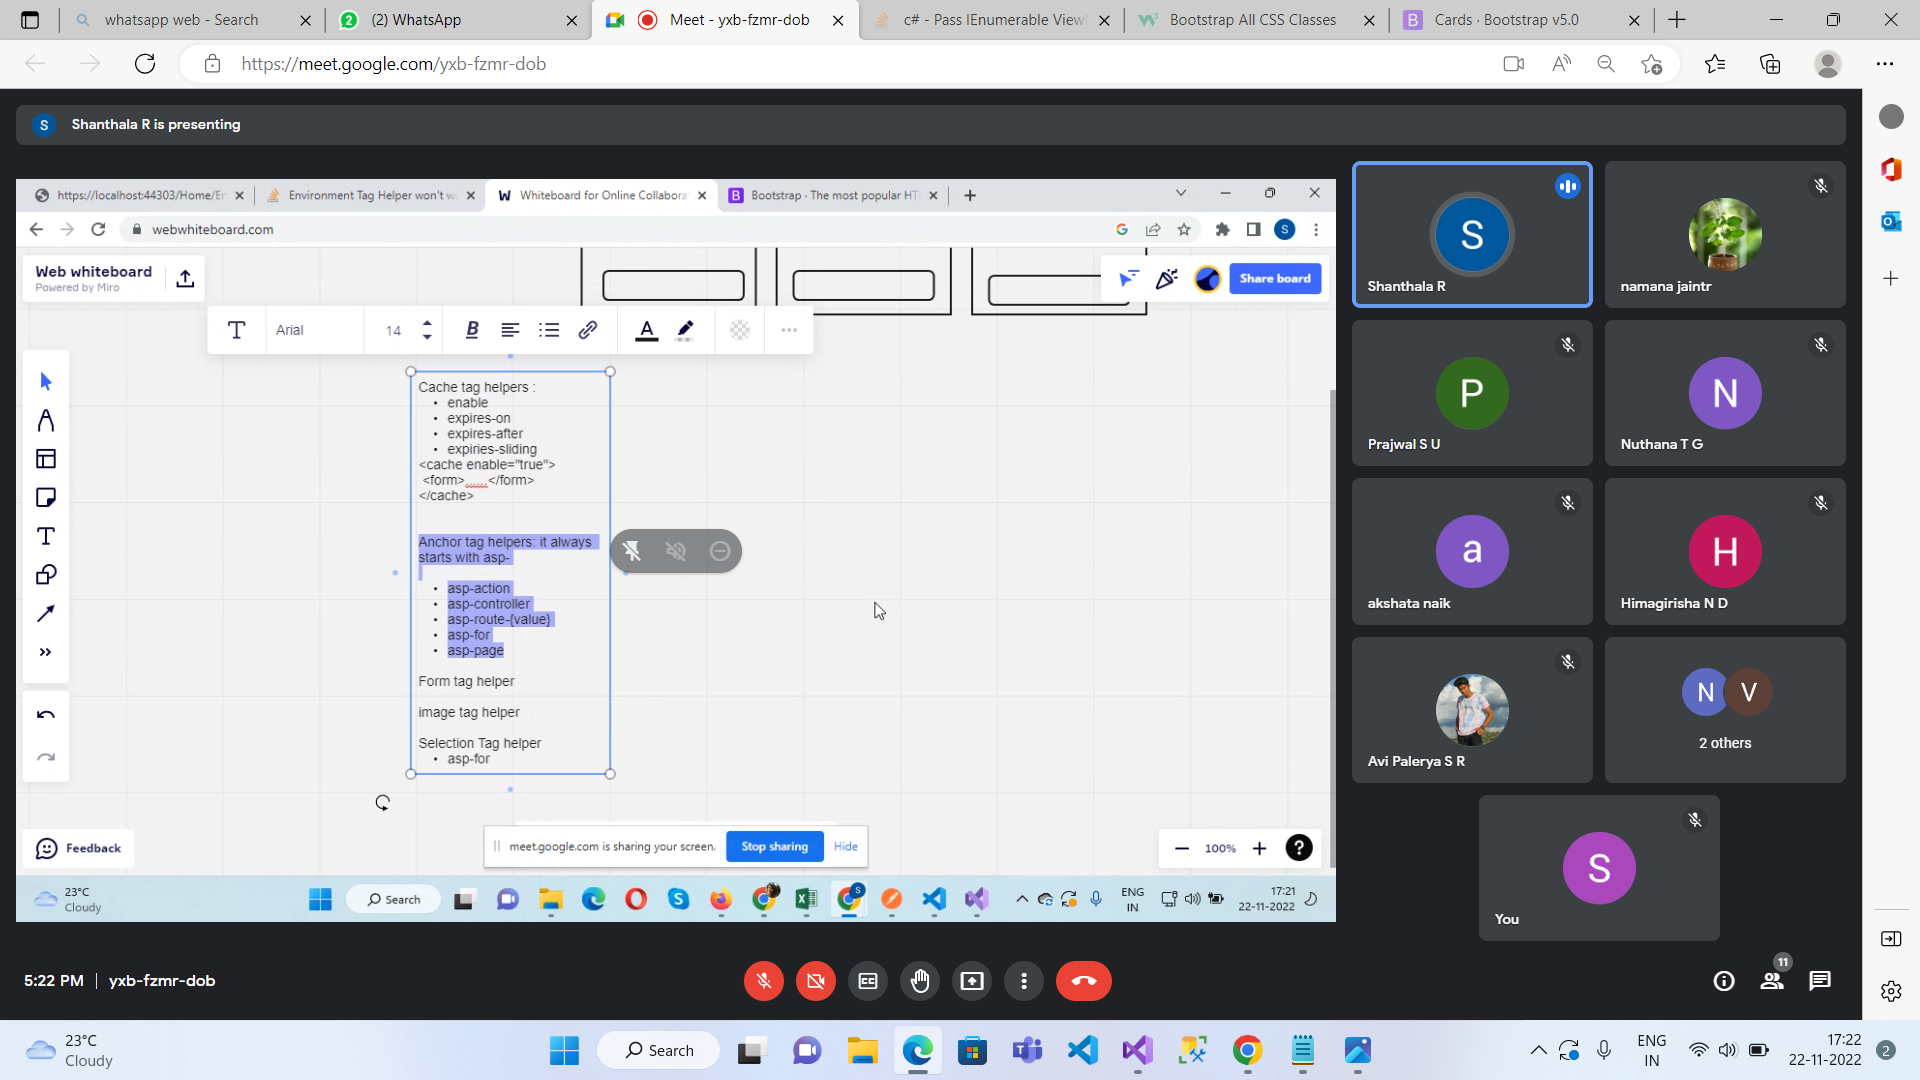 whatsapp web - Search
(2) WhatsApp
Meet - yxb-fzmr-dob
c# - Pass IEnumerable View
Bootstrap All CSS Classes
Cards · Bootstrap v5.0
https://meet.google.com/yxb-fzmr-dob
S
Shanthala R is presenting
https://localhost:44303/Home/En
Environment Tag Helper won't wo
Whiteboard for Online Collabora
Bootstrap · The most popular HT
webwhiteboard.com
S
Web whiteboard
Powered by Miro
Share board
Arial
14
Cache tag helpers :
• enable
• expires-on
• expires-after
• expiries-sliding
<cache enable="true">
<form>......</form>
</cache>
Anchor tag helpers: it always
starts with asp-
• asp-action
• asp-controller
• asp-route-{value}
• asp-for
• asp-page
Form tag helper
image tag helper
Selection Tag helper
• asp-for
Feedback
meet.google.com is sharing your screen.
Stop sharing
Hide
100%
23°C
Cloudy
Search
ENG
IN
17:21
22-11-2022
S
Shanthala R
namana jaintr
P
Prajwal S U
N
Nuthana T G
a
akshata naik
H
Himagirisha N D
Avi Palerya S R
N V
2 others
S
You
5:22 PM | yxb-fzmr-dob
11
23°C
Cloudy
Search
ENG
IN
17:22
22-11-2022
2